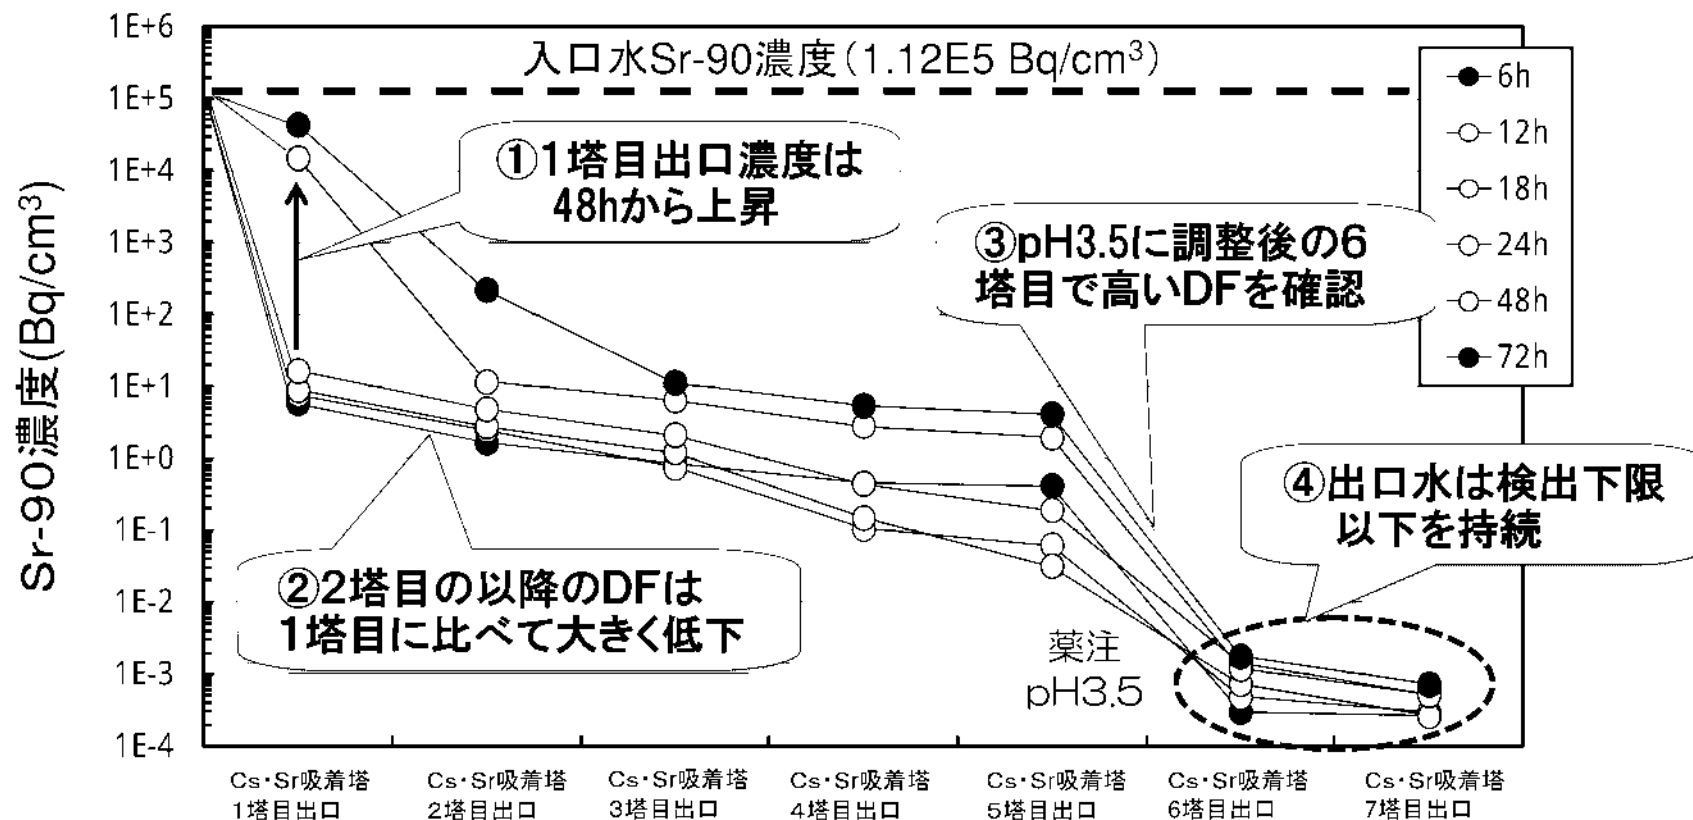 入口水Sr-90濃度(1.12E5 Bq/cm³)
Sr-90濃度(Bq/cm³)
1E+6
1E+5
1E+4
1E+3
1E+2
1E+1
1E+0
1E-1
1E-2
1E-3
1E-4
6h
12h
18h
24h
48h
72h
①1塔目出口濃度は
48hから上昇
③pH3.5に調整後の6
塔目で高いDFを確認
②2塔目の以降のDFは
1塔目に比べて大きく低下
④出口水は検出下限
以下を持続
薬注
pH3.5
Cs・Sr吸着塔
1塔目出口
Cs・Sr吸着塔
2塔目出口
Cs・Sr吸着塔
3塔目出口
Cs・Sr吸着塔
4塔目出口
Cs・Sr吸着塔
5塔目出口
Cs・Sr吸着塔
6塔目出口
Cs・Sr吸着塔
7塔目出口